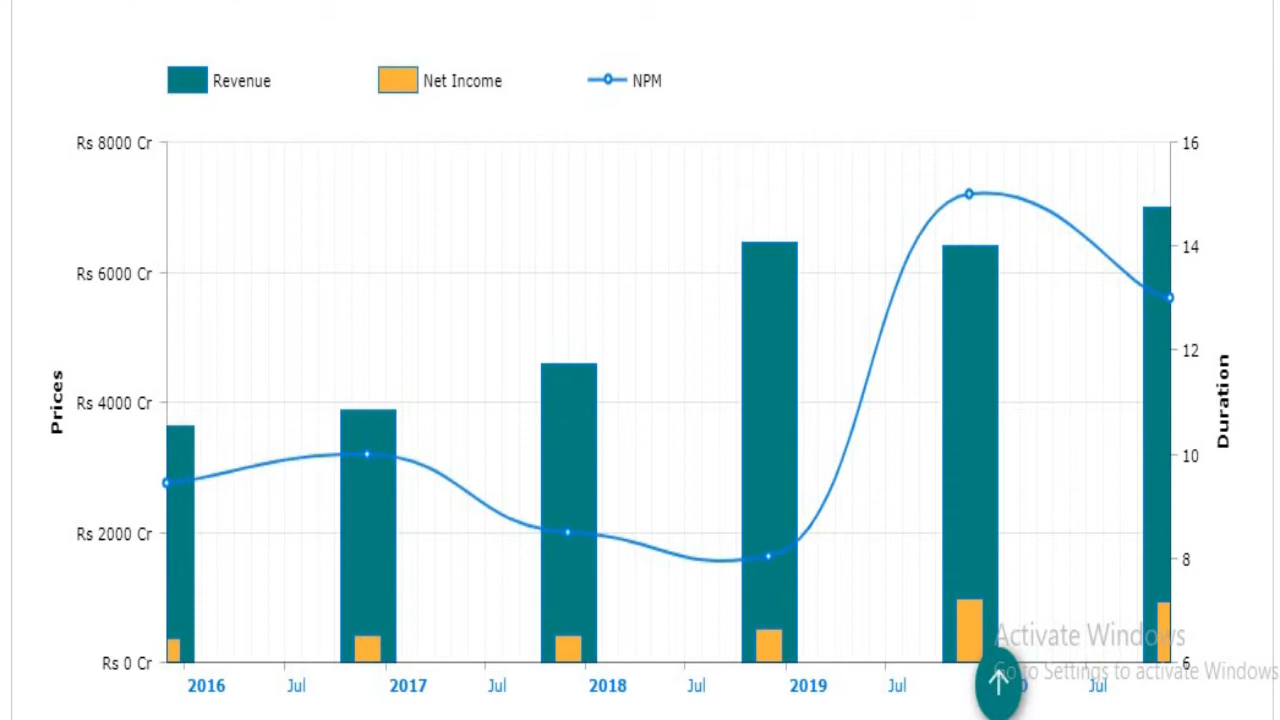 Revenue Net Income NPM
Rs 8000 Cr 16
14
Rs 6000 Cr
12
Prices
Duration
Rs 4000 Cr
10
Rs 2000 Cr
8
Activate Windows
Rs 0 Cr 6
Go to Settings to activate Windows
2016 Jul 2017 Jul 2018 Jul 2019 Jul Jul